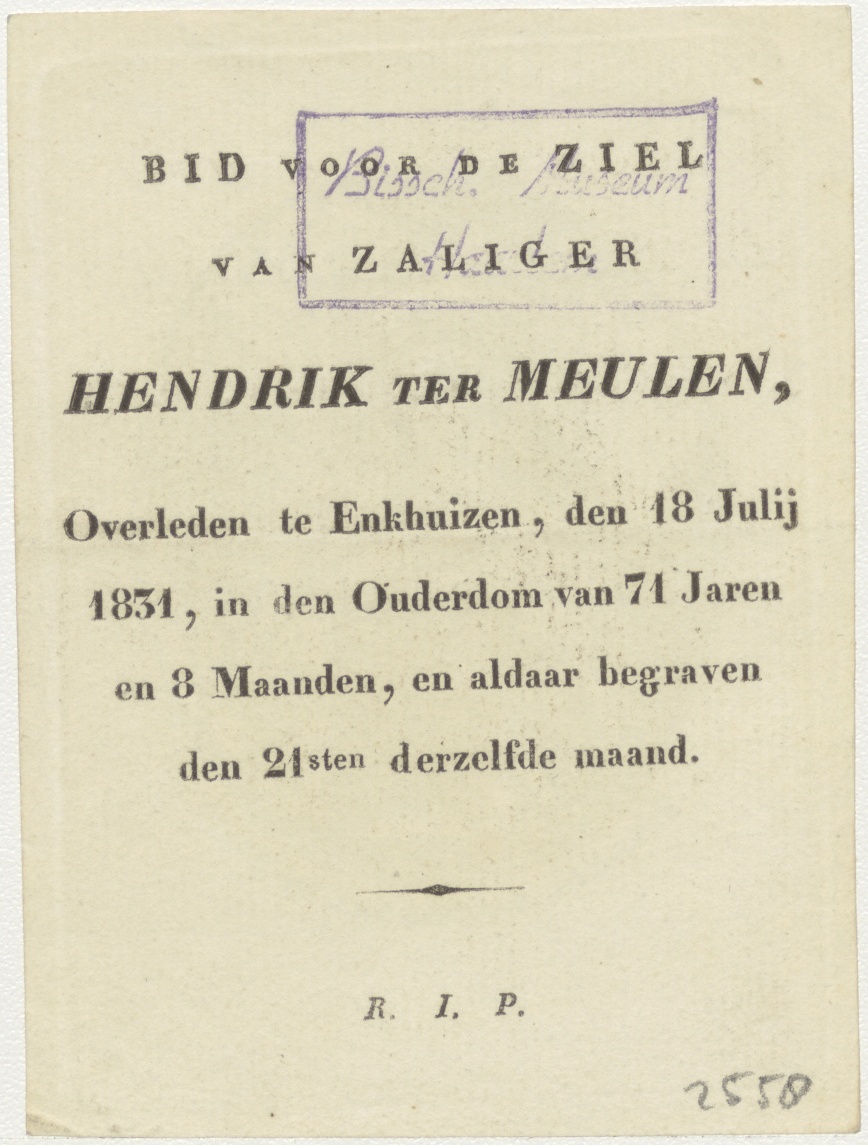 BID VOOR DE ZIEL
Bissch. Museum
VAN ZALIGER
HENDRIK TER MEULEN,
Overleden te Enkhuizen, den 18 Julij
1831, in den Ouderdom van 71 Jaren
en 8 Maanden, en aldaar begraven
den 21sten derzelfde maand.
R. I. P.
2558